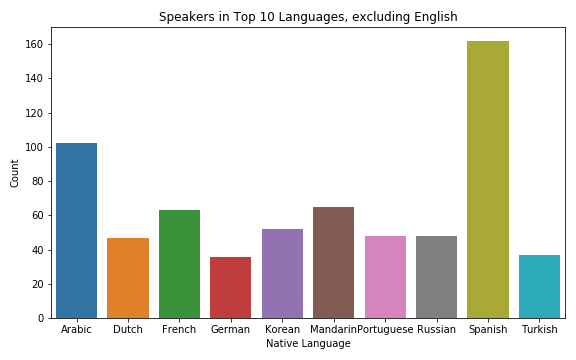 Speakers in Top 10 Languages, excluding English
160
140
120
100
80
60
40
20
0
Count
Arabic Dutch French German Korean Mandarin Portuguese Russian Spanish Turkish
Native Language